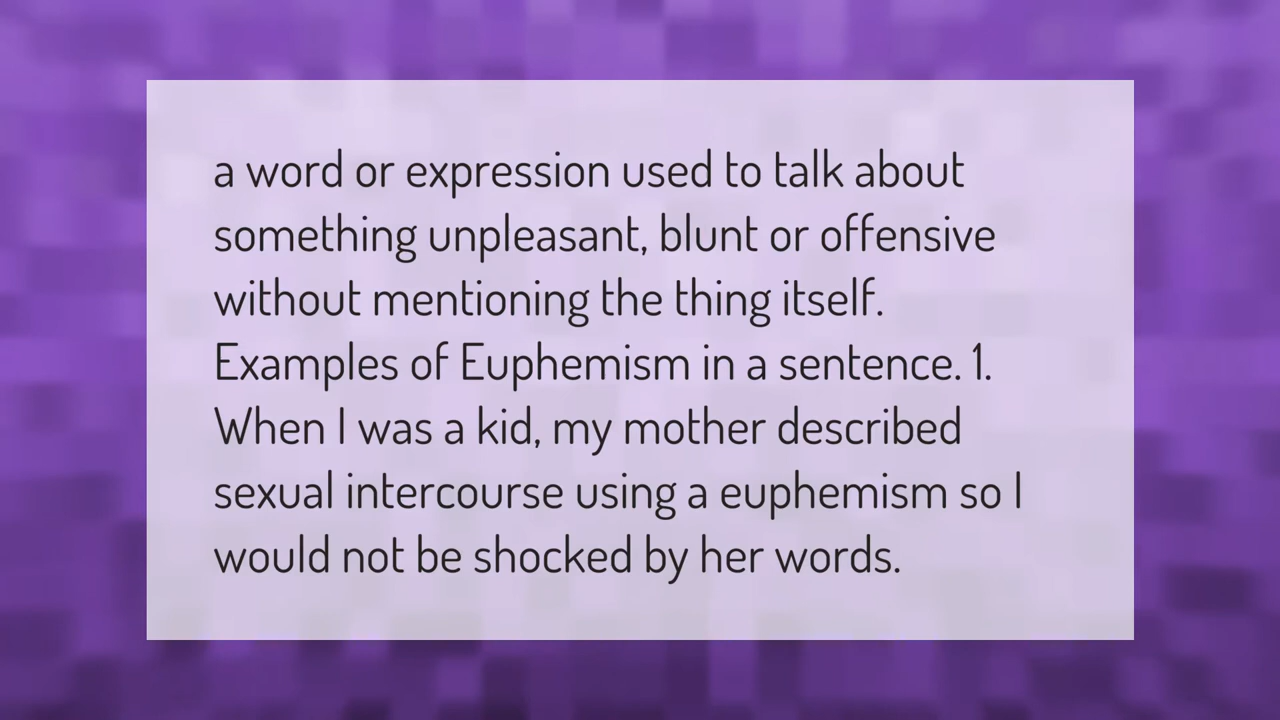 a word or expression used to talk about
something unpleasant, blunt or offensive
without mentioning the thing itself.
Examples of Euphemism in a sentence. 1.
When I was a kid, my mother described
sexual intercourse using a euphemism so I
would not be shocked by her words.